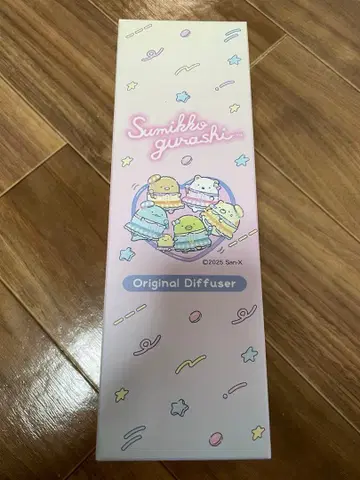 Sumikko
gurashi
©2025 San-X
Original Diffuser